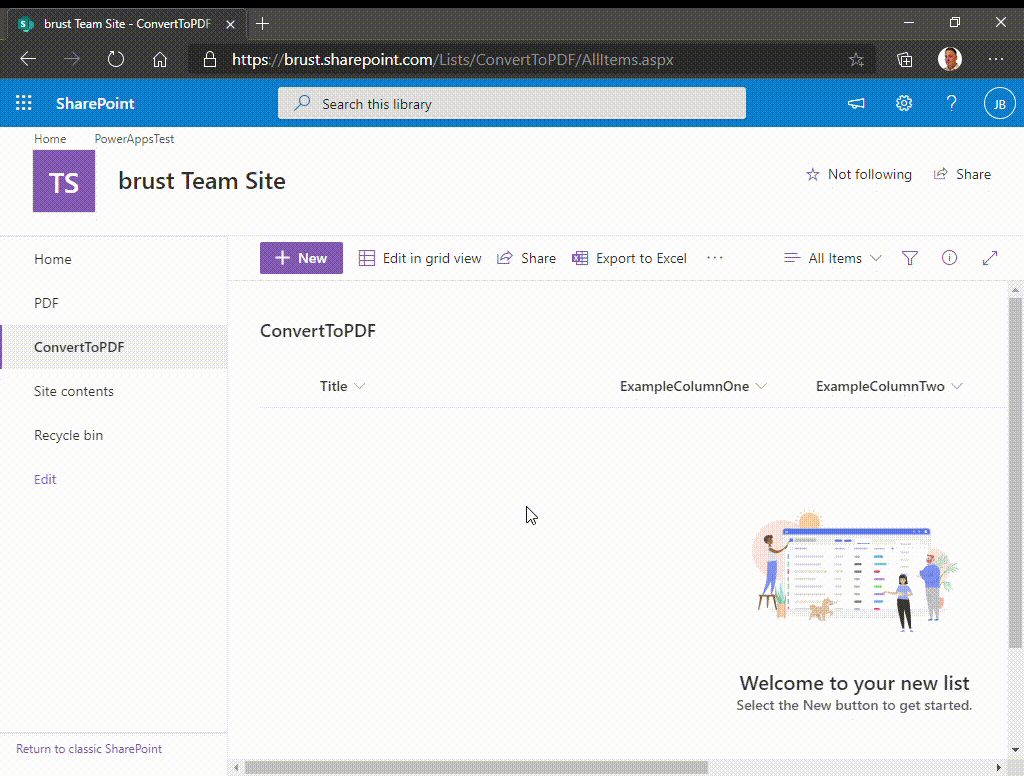 brust Team Site - ConvertToPDF
https://brust.sharepoint.com/Lists/ConvertToPDF/AllItems.aspx
SharePoint
Search this library
?
JB
Home PowerAppsTest
TS
brust Team Site
Not following
Share
Home
PDF
ConvertToPDF
Site contents
Recycle bin
Edit
Return to classic SharePoint
+ New
Edit in grid view
Share
Export to Excel
...
All Items
ConvertToPDF
Title
ExampleColumnOne
ExampleColumnTwo
Welcome to your new list
Select the New button to get started.